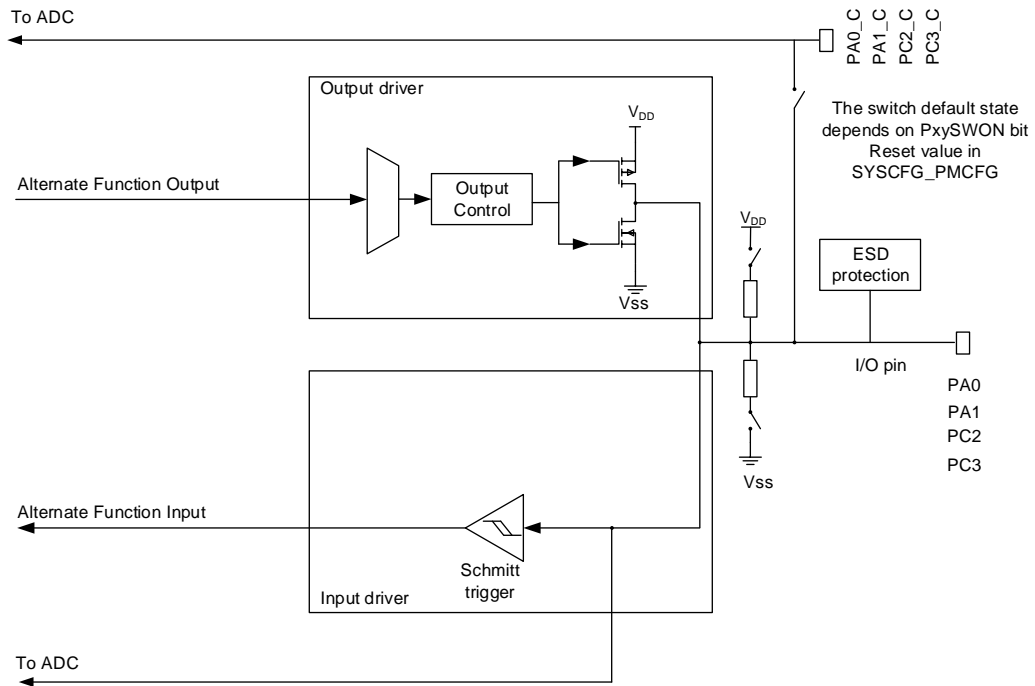 To ADC
PA0_C
PA1_C
PC2_C
PC3_C
Output driver
VDD
The switch default state
depends on PxySWON bit
Reset value in
SYSCFG_PMCFG
Alternate Function Output
Output
Control
Vss
VDD
ESD
protection
I/O pin
PA0
PA1
PC2
PC3
Vss
Alternate Function Input
Schmitt
trigger
Input driver
To ADC